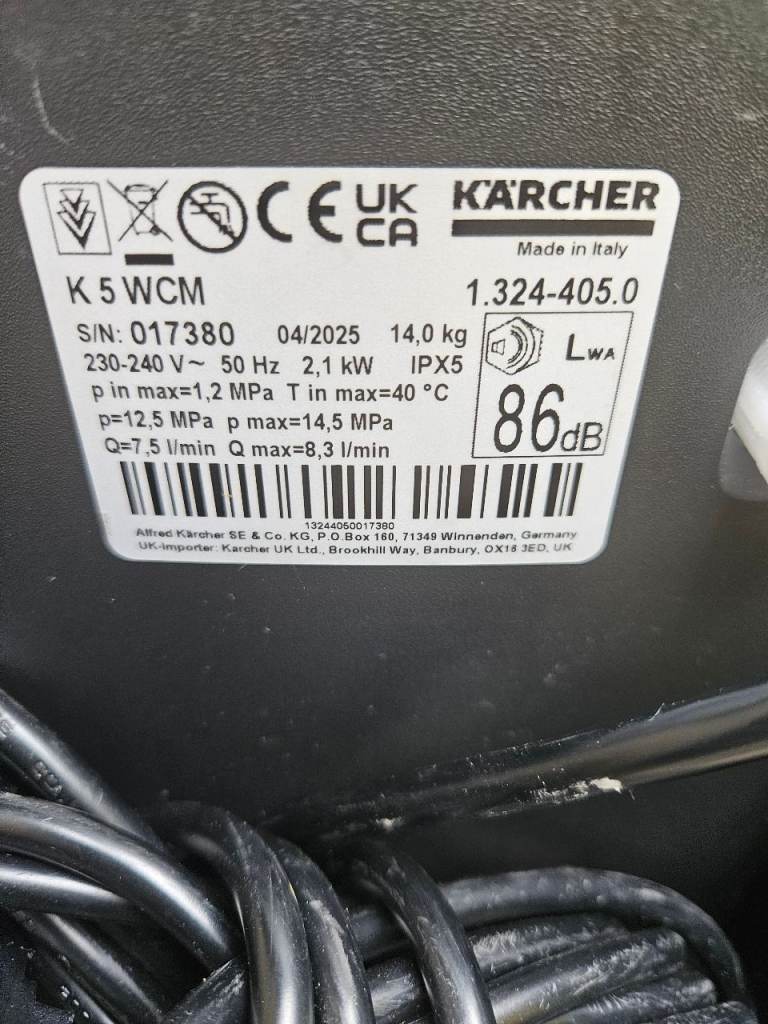 CE UK CA KÄRCHER
Made in Italy
K 5 WCM 1.324-405.0
S/N: 017380 04/2025 14,0 kg
230-240 V~ 50 Hz 2,1 kW IPX5
LWA
p in max=1,2 MPa T in max=40 °C
86dB
p=12,5 MPa p max=14,5 MPa
Q=7,5 l/min Q max=8,3 l/min
13244050017380
Alfred Kärcher SE & Co. KG, P.O.Box 160, 71349 Winnenden, Germany
UK-Importer: Karcher UK Ltd., Brookhill Way, Banbury, OX16 3ED, UK